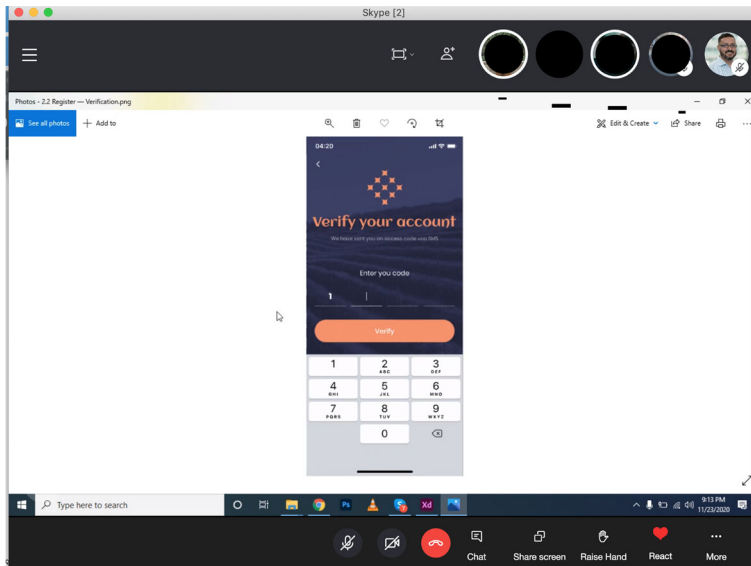 Skype [2]
Photos - 2.2 Register — Verification.png
See all photos
Add to
Edit & Create
Share
04:20
Verify your account
We have sent you an access code via SMS
Enter you code
1
Verify
1
2
ABC
3
DEF
4
GHI
5
JKL
6
MNO
7
PQRS
8
TUV
9
WXYZ
0
Type here to search
Ps
Xd
9:13 PM
11/23/2020
Chat
Share screen
Raise Hand
React
More